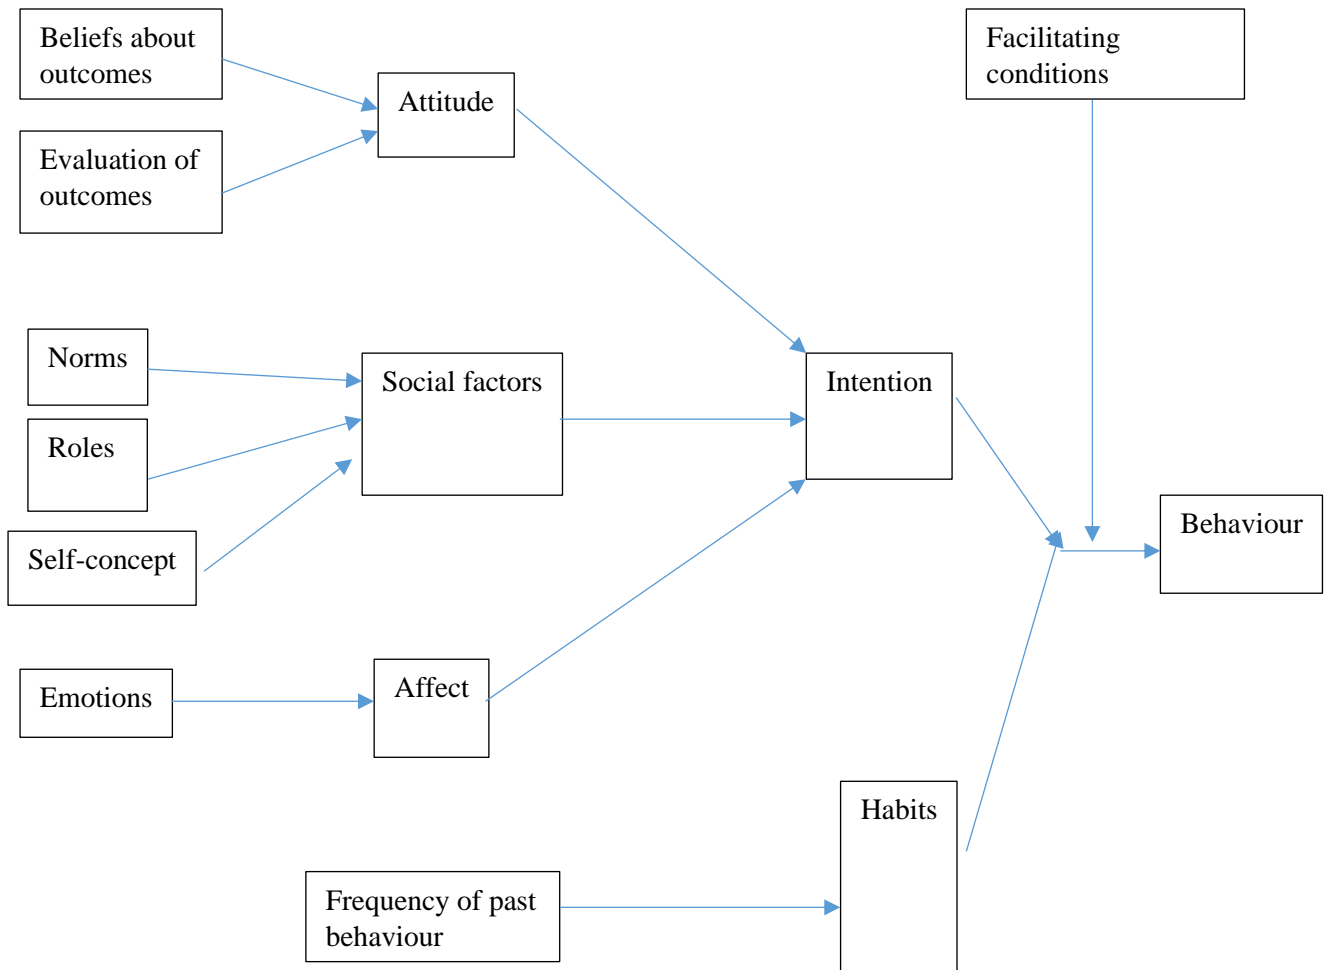 Beliefs about
outcomes
Evaluation of
outcomes
Attitude
Facilitating
conditions
Norms
Roles
Self-concept
Social factors
Intention
Behaviour
Emotions
Affect
Habits
Frequency of past
behaviour